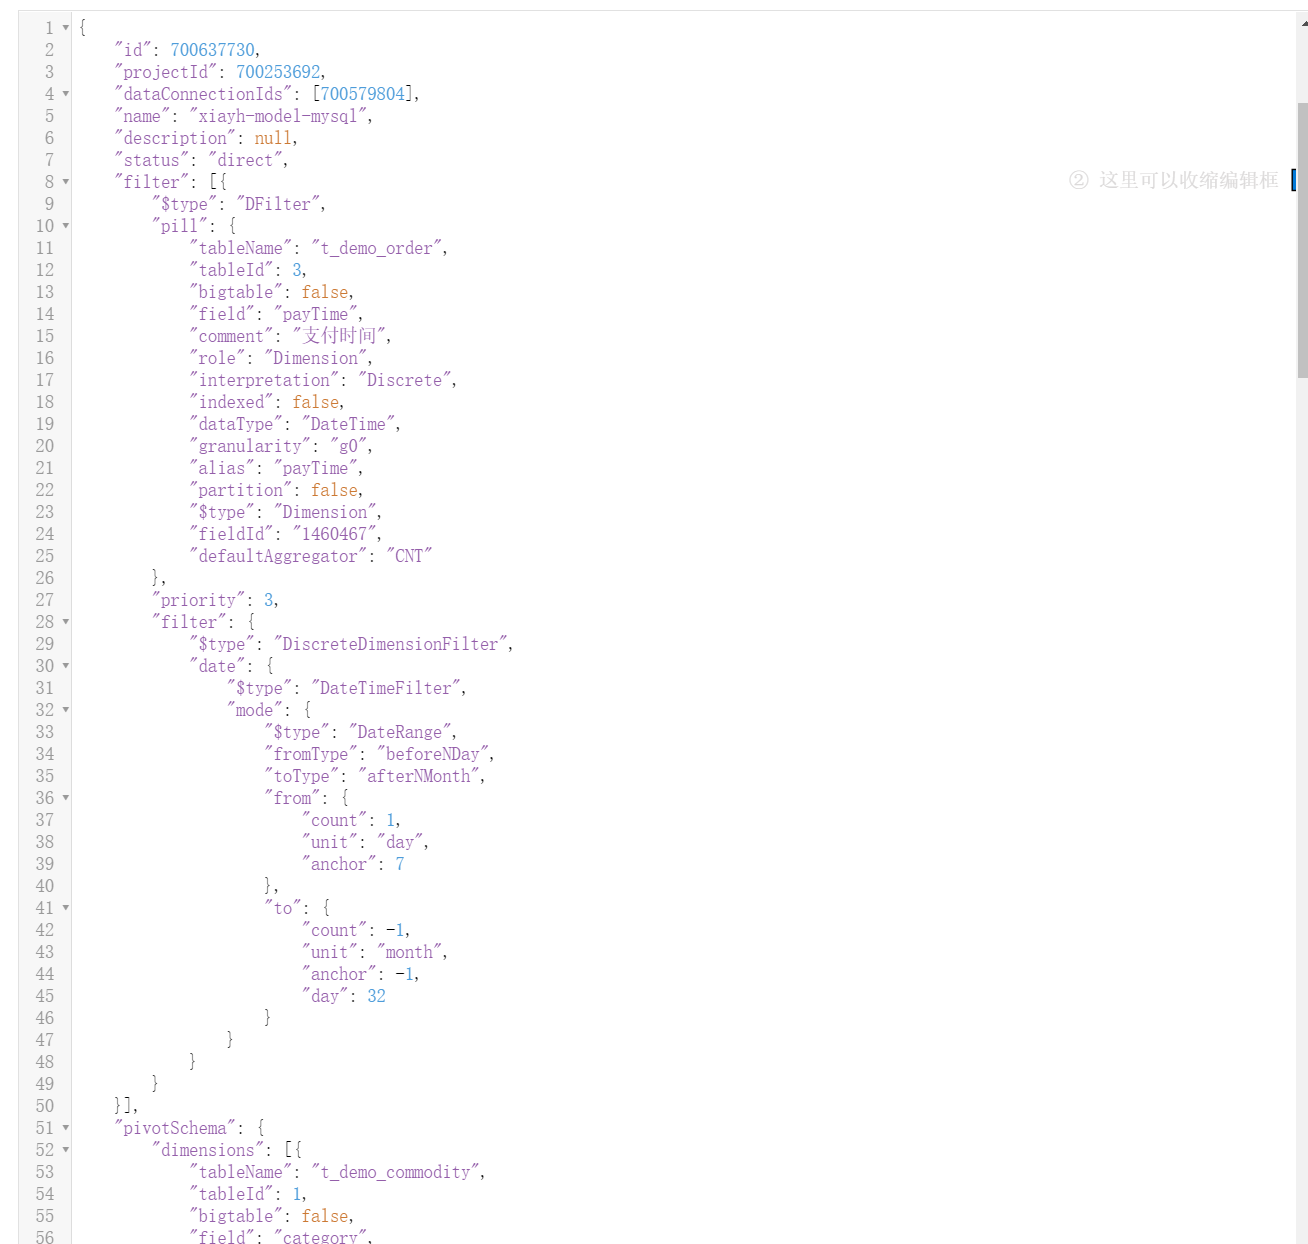 1 {
2 "id": 700637730,
3 "projectId": 700253692,
4 "dataConnectionIds": [700579804],
5 "name": "xiayh-model-mysql",
6 "description": null,
7 "status": "direct",
8 "filter": [{
② 这里可以收缩编辑框
9 "$type": "DFilter",
10 "pill": {
11 "tableName": "t_demo_order",
12 "tableId": 3,
13 "bigtable": false,
14 "field": "payTime",
15 "comment": "支付时间",
16 "role": "Dimension",
17 "interpretation": "Discrete",
18 "indexed": false,
19 "dataType": "DateTime",
20 "granularity": "g0",
21 "alias": "payTime",
22 "partition": false,
23 "$type": "Dimension",
24 "fieldId": "1460467",
25 "defaultAggregator": "CNT"
26 },
27 "priority": 3,
28 "filter": {
29 "$type": "DiscreteDimensionFilter",
30 "date": {
31 "$type": "DateTimeFilter",
32 "mode": {
33 "$type": "DateRange",
34 "fromType": "beforeNDay",
35 "toType": "afterNMonth",
36 "from": {
37 "count": 1,
38 "unit": "day",
39 "anchor": 7
40 },
41 "to": {
42 "count": -1,
43 "unit": "month",
44 "anchor": -1,
45 "day": 32
46 }
47 }
48 }
49 }
50 }],
51 "pivotSchema": {
52 "dimensions": [{
53 "tableName": "t_demo_commodity",
54 "tableId": 1,
55 "bigtable": false,
56 "field": "category",